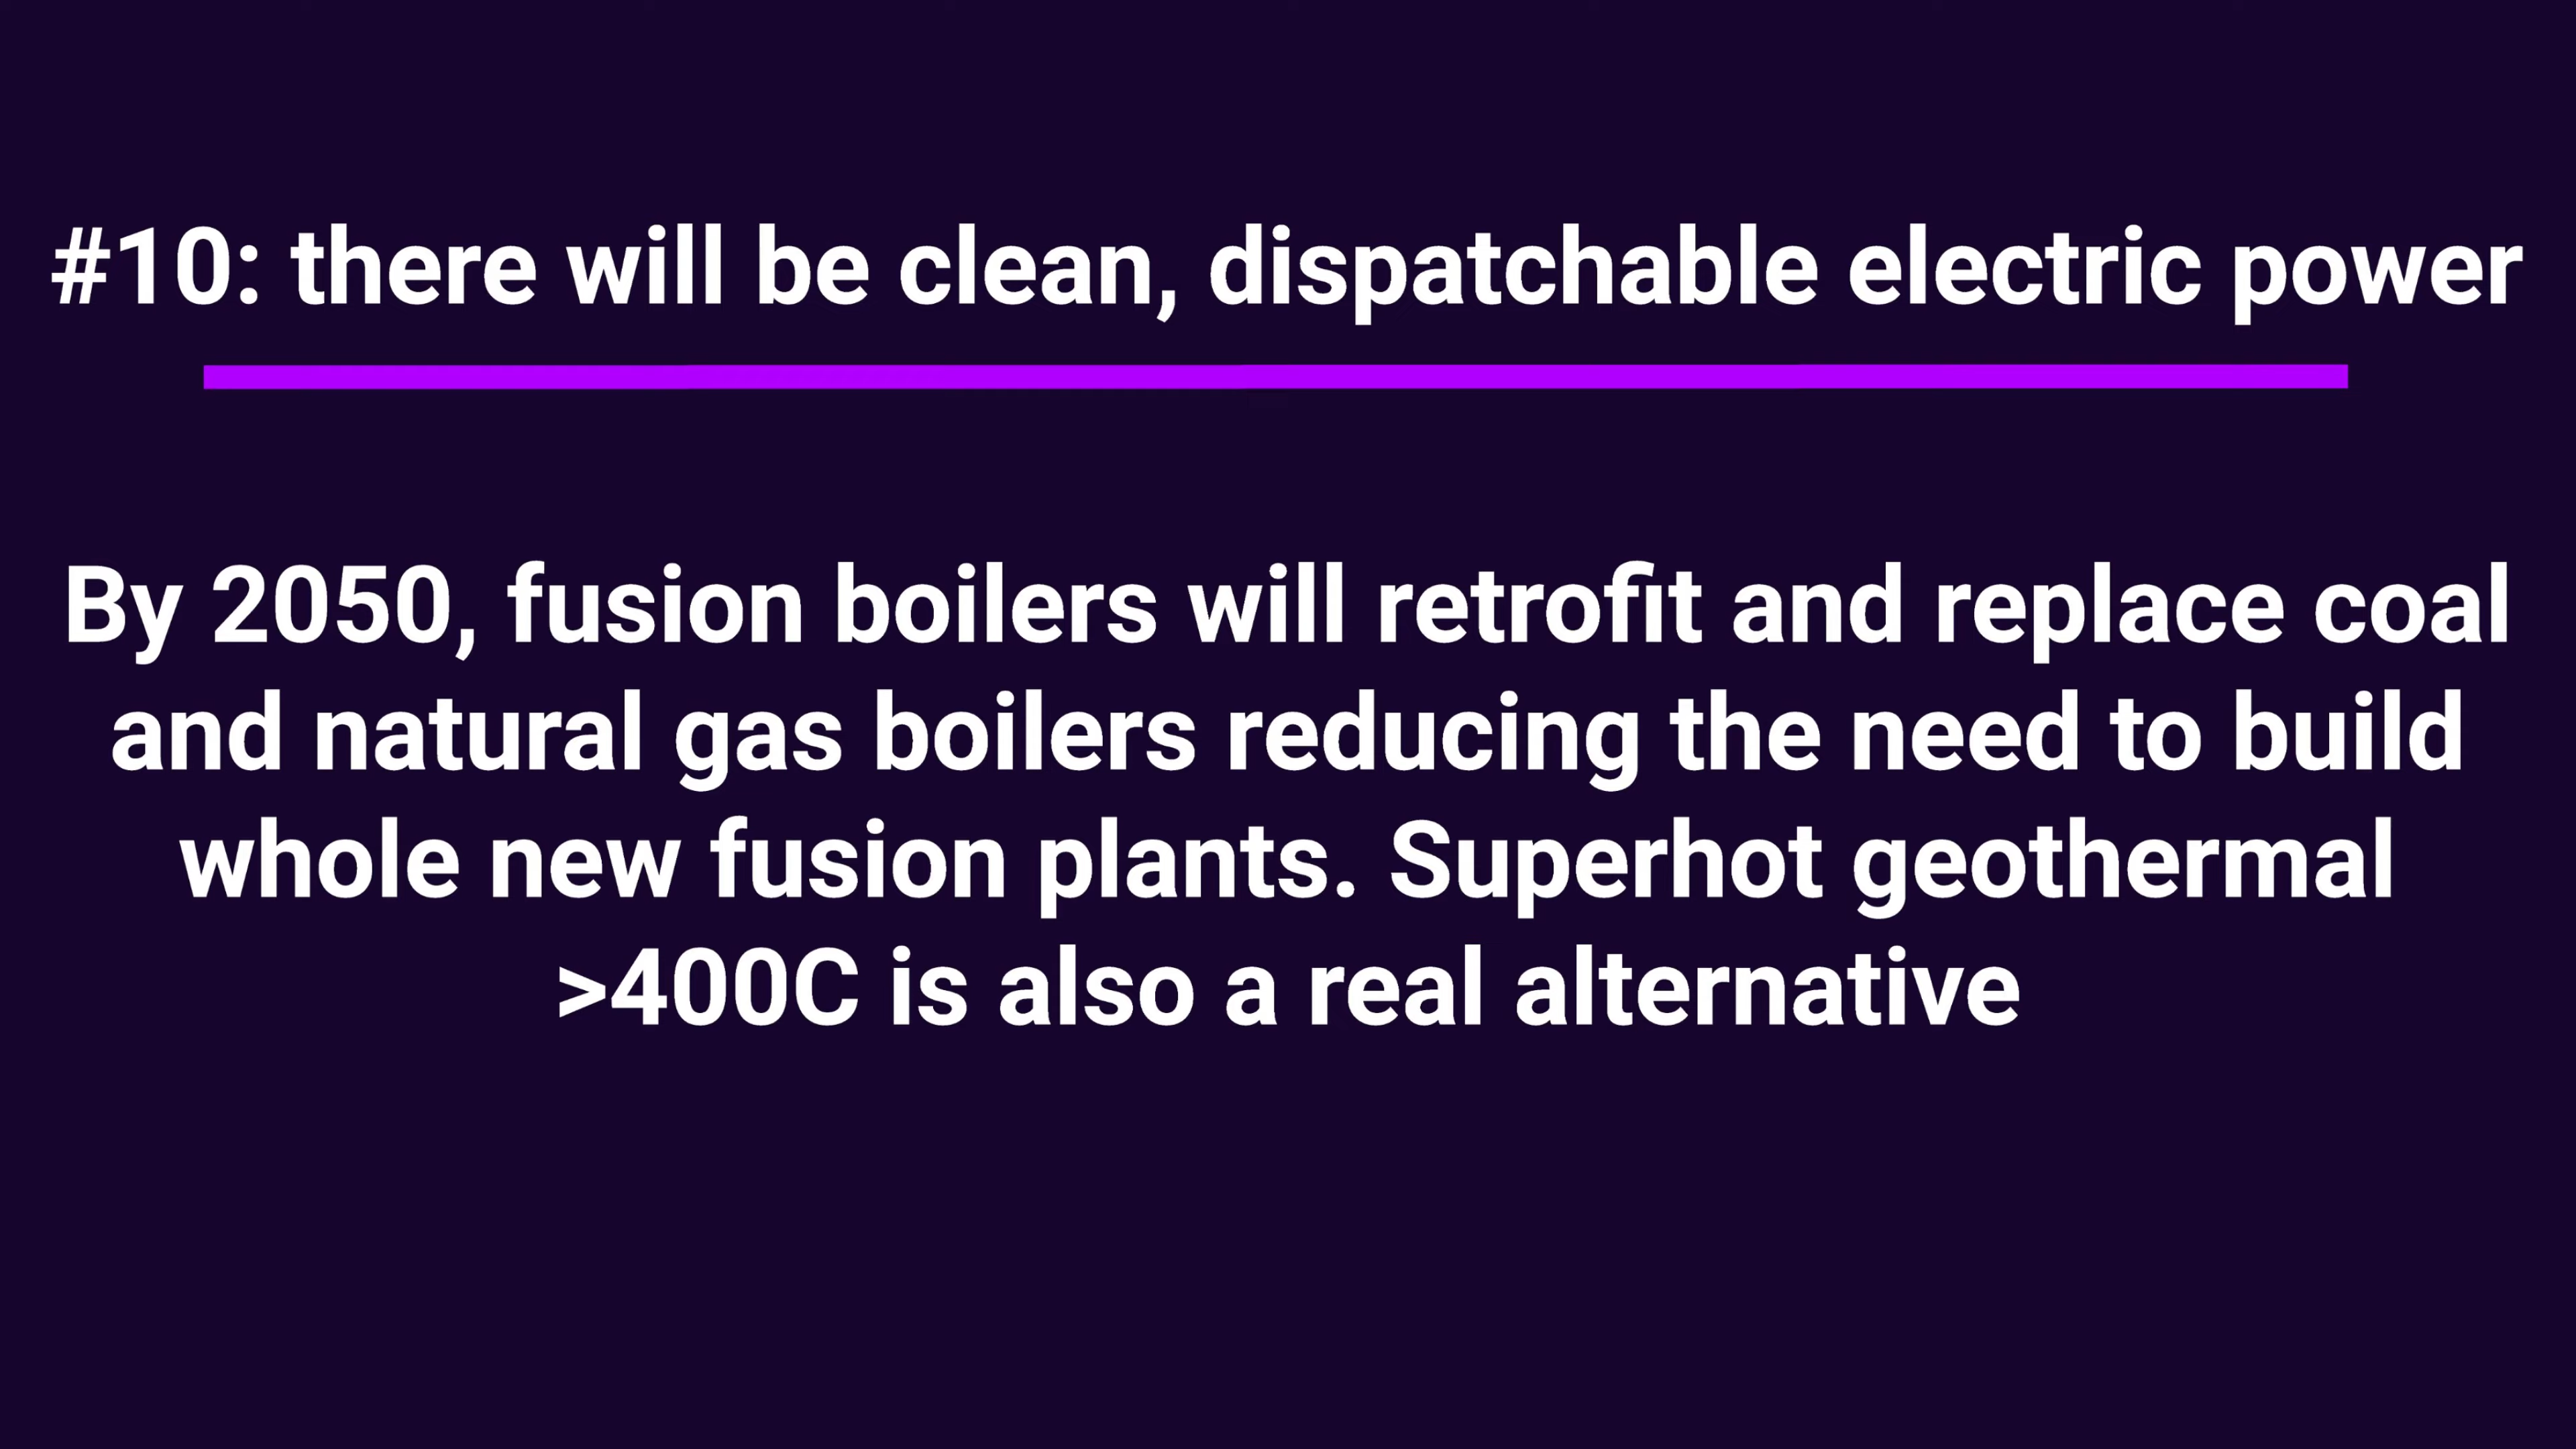 #10: there will be clean, dispatchable electric power
By 2050, fusion boilers will retrofit and replace coal
and natural gas boilers reducing the need to build
whole new fusion plants. Superhot geothermal
>400C is also a real alternative